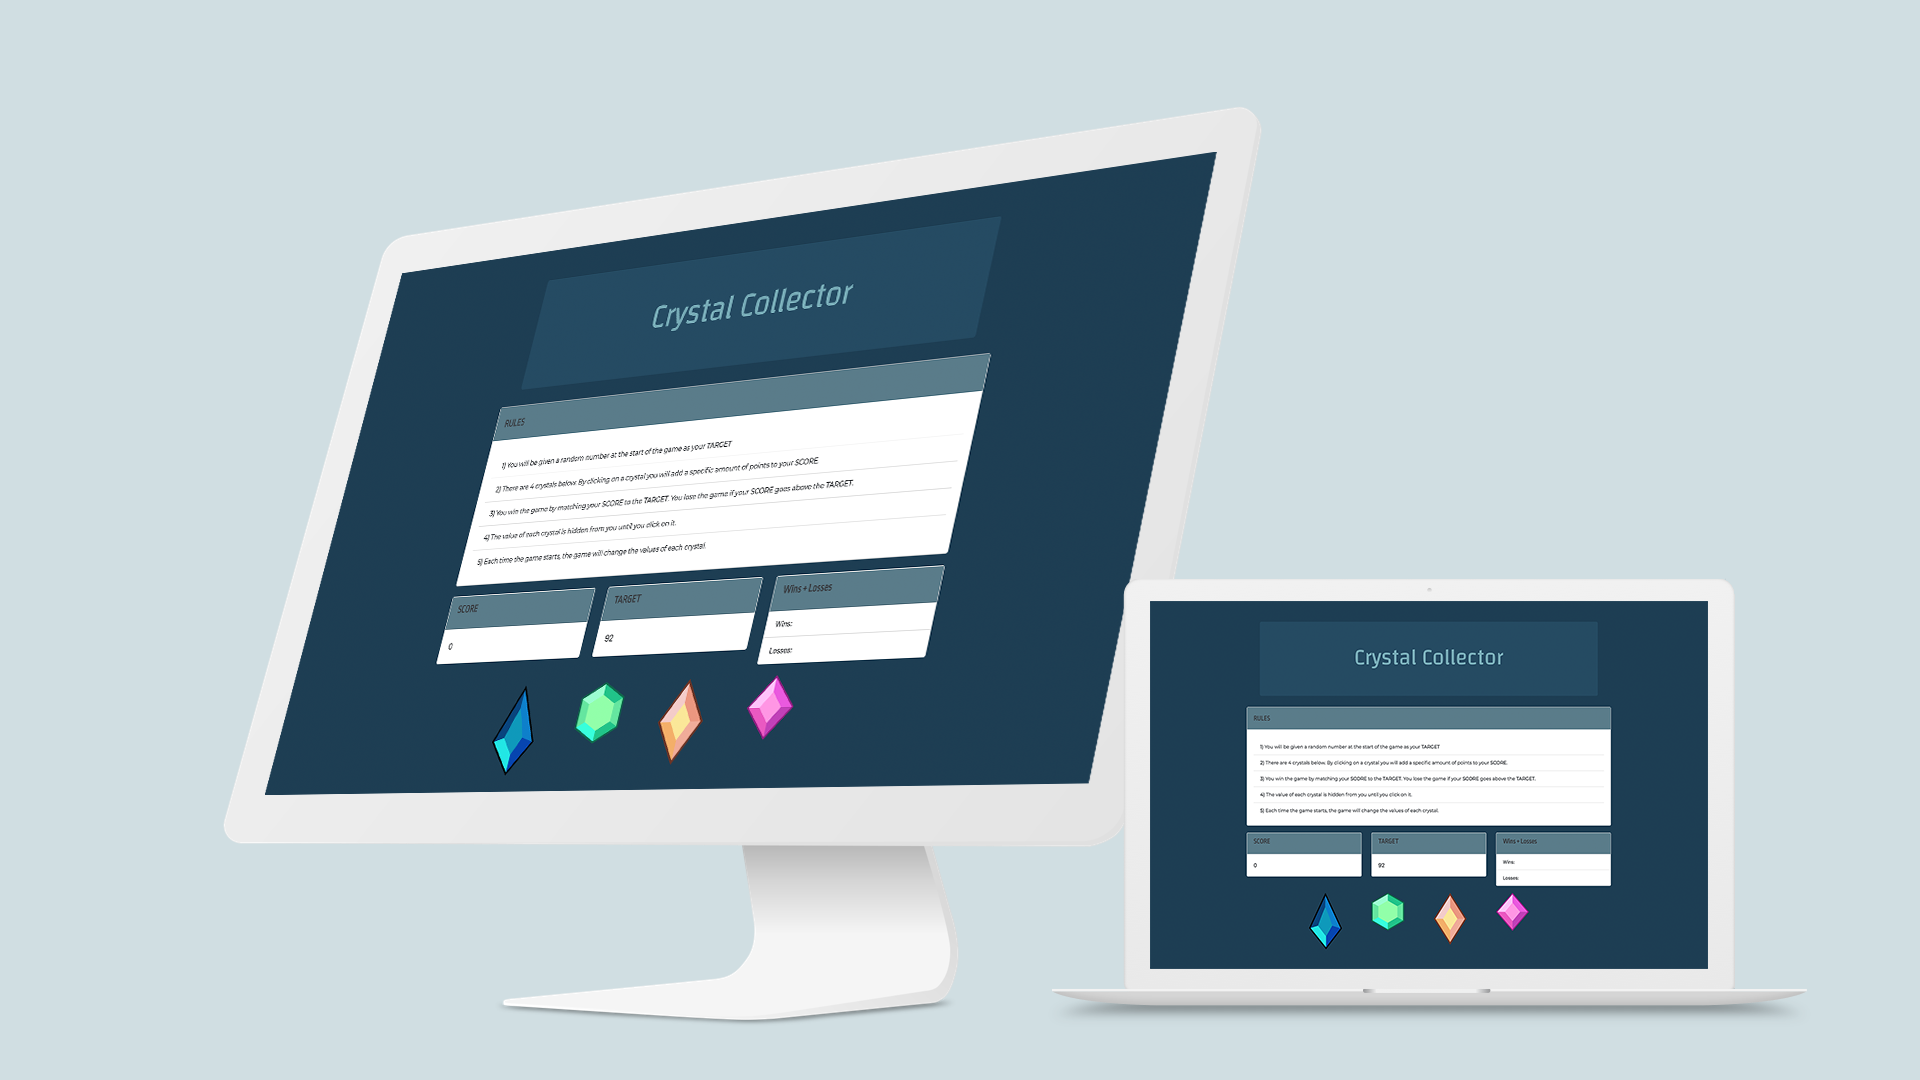 Crystal Collector
RULES
1) You will be given a random number at the start of the game as your TARGET
2) There are 4 crystals below. By clicking on a crystal you will add a specific amount of points to your SCORE
3) You win the game by matching your SCORE to the TARGET. You lose the game if your SCORE goes above the TARGET.
4) The value of each crystal is hidden from you until you click on it.
5) Each time the game starts, the game will change the values of each crystal.
SCORE
0
TARGET
92
Wins + Losses
Wins:
Losses:
Crystal Collector
RULES
1) You will be given a random number at the start of the game as your TARGET
2) There are 4 crystals below. By clicking on a crystal you will add a specific amount of points to your SCORE.
3) You win the game by matching your SCORE to the TARGET. You lose the game if your SCORE goes above the TARGET.
4) The value of each crystal is hidden from you until you click on it.
5) Each time the game starts, the game will change the values of each crystal.
SCORE
0
TARGET
92
Wins + Losses
Wins:
Losses: